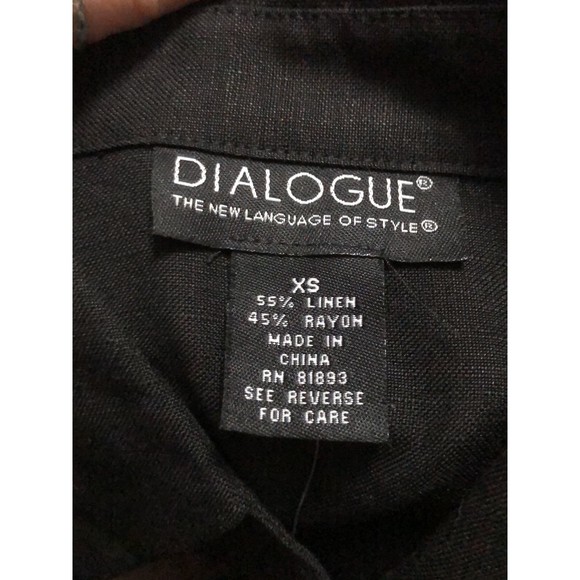 DIALOGUE®
THE NEW LANGUAGE OF STYLE®
XS
55% LINEN
45% RAYON
MADE IN
CHINA
RN 81893
SEE REVERSE
FOR CARE